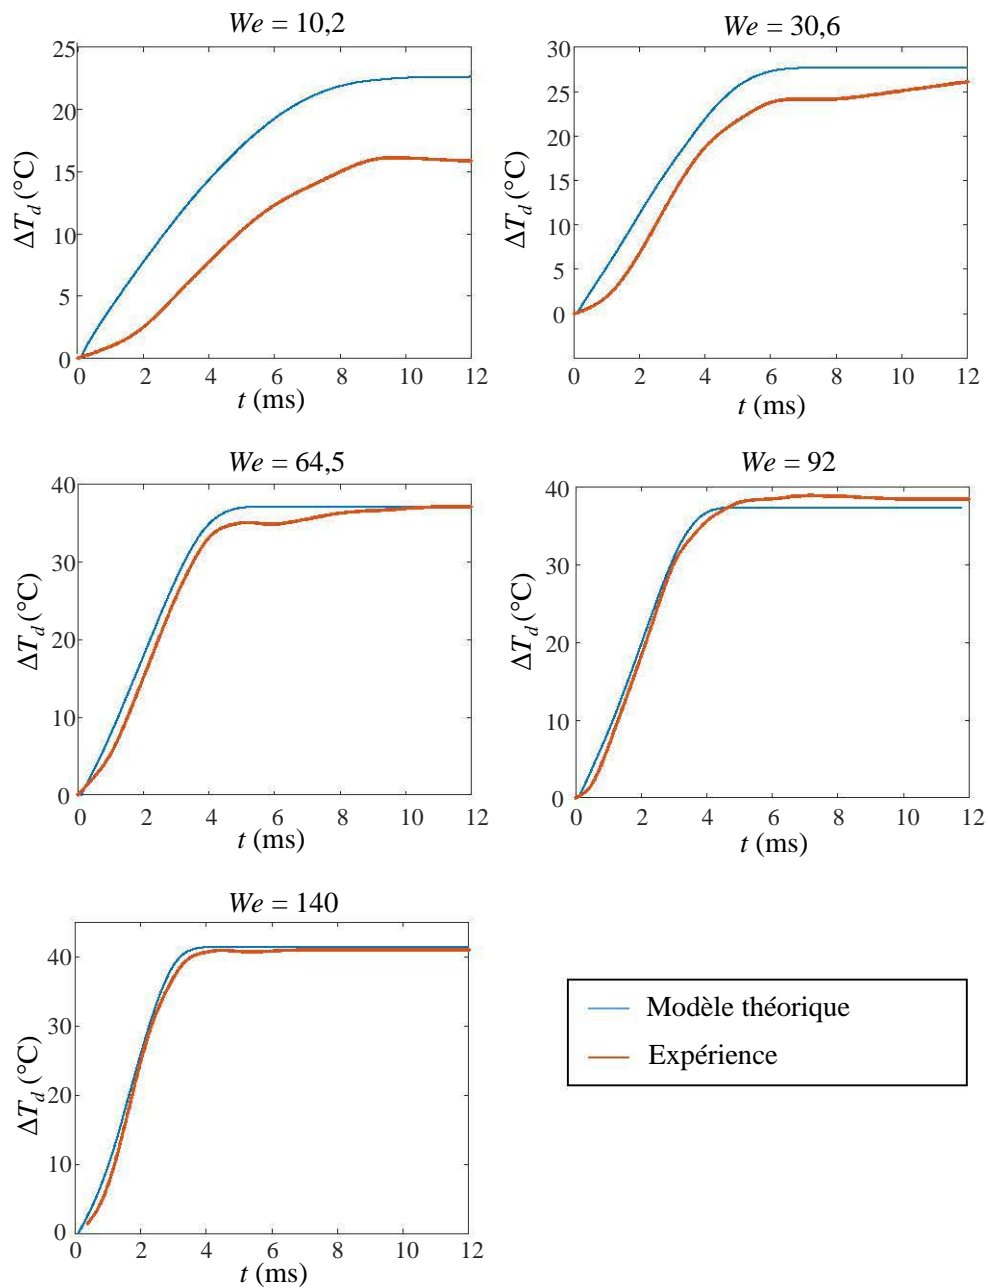 We = 10,2
25
20
15
10
5
0
ΔT_d (°C)
0 2 4 6 8 10 12
t (ms)
We = 30,6
30
25
20
15
10
5
0
-5
ΔT_d (°C)
0 2 4 6 8 10 12
t (ms)
We = 64,5
40
30
20
10
0
ΔT_d (°C)
0 2 4 6 8 10 12
t (ms)
We = 92
40
30
20
10
0
ΔT_d (°C)
0 2 4 6 8 10 12
t (ms)
We = 140
40
30
20
10
0
ΔT_d (°C)
0 2 4 6 8 10 12
t (ms)
Modèle théorique
Expérience